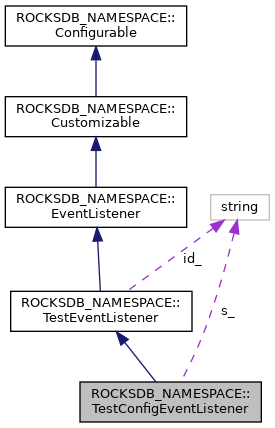 ROCKSDB_NAMESPACE::
Configurable
ROCKSDB_NAMESPACE::
Customizable
ROCKSDB_NAMESPACE::
EventListener
string
id_
ROCKSDB_NAMESPACE::
TestEventListener
s_
ROCKSDB_NAMESPACE::
TestConfigEventListener